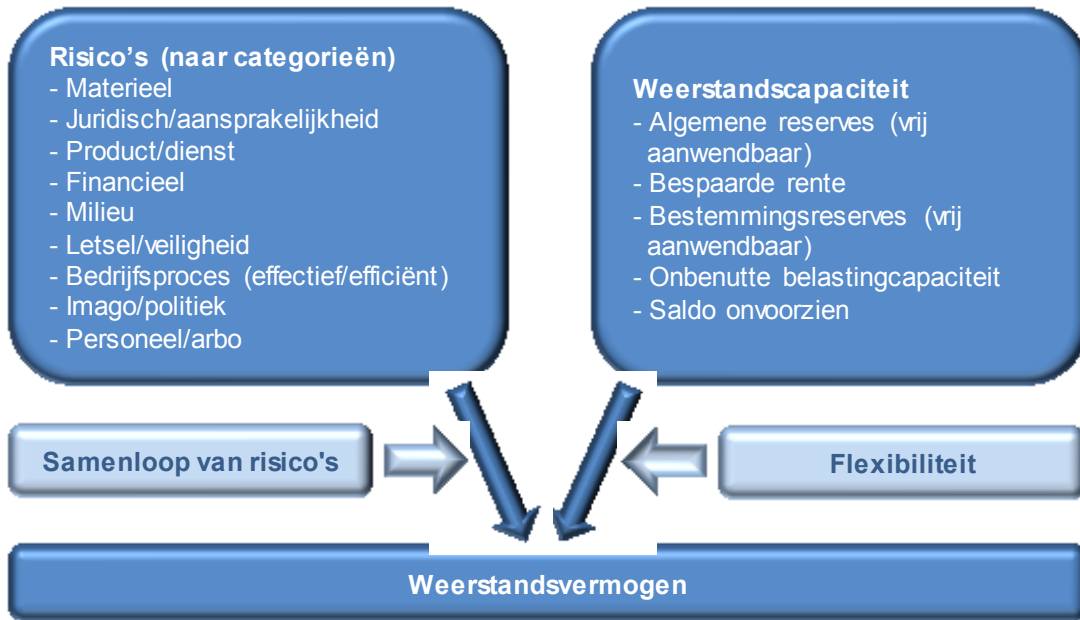 Risico's (naar categorieën)
- Materieel
- Juridisch/aansprakelijkheid
- Product/dienst
- Financieel
- Milieu
- Letsel/veiligheid
- Bedrijfsproces (effectief/efficiënt)
- Imago/politiek
- Personeel/arbo
Weerstandscapaciteit
- Algemene reserves (vrij
aanwendbaar)
- Bespaarde rente
- Bestemmingsreserves (vrij
aanwendbaar)
- Onbenutte belastingcapaciteit
- Saldo onvoorzien
Samenloop van risico's
Flexibiliteit
Weerstandsvermogen